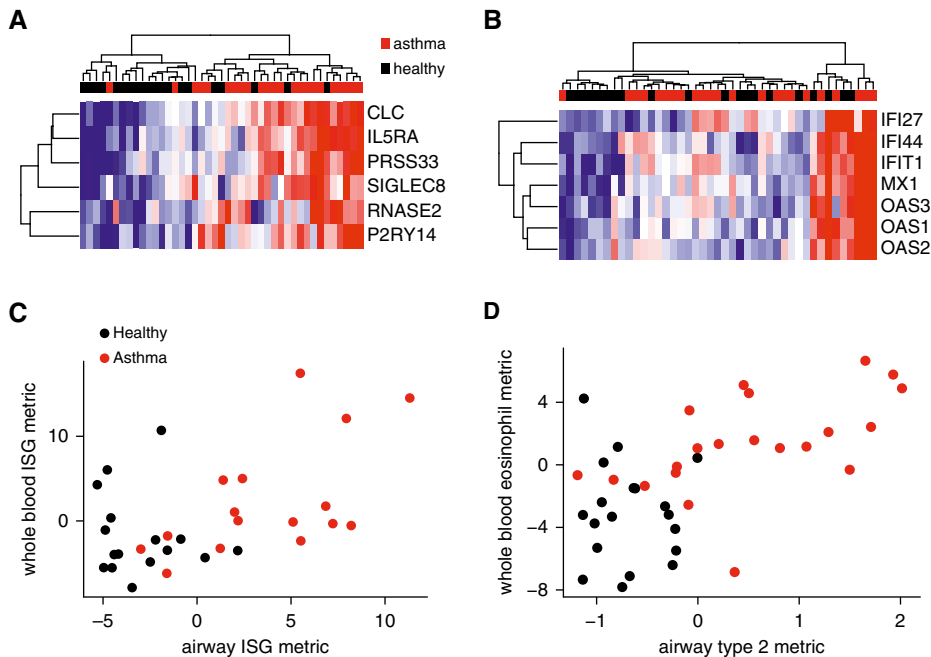 A
asthma
healthy
CLC
IL5RA
PRSS33
SIGLEC8
RNASE2
P2RY14
B
IFI27
IFI44
IFIT1
MX1
OAS3
OAS1
OAS2
C
Healthy
Asthma
whole blood ISG metric
10
0
−5
0
5
10
airway ISG metric
D
whole blood eosinophil metric
4
0
−4
−8
−1
0
1
2
airway type 2 metric